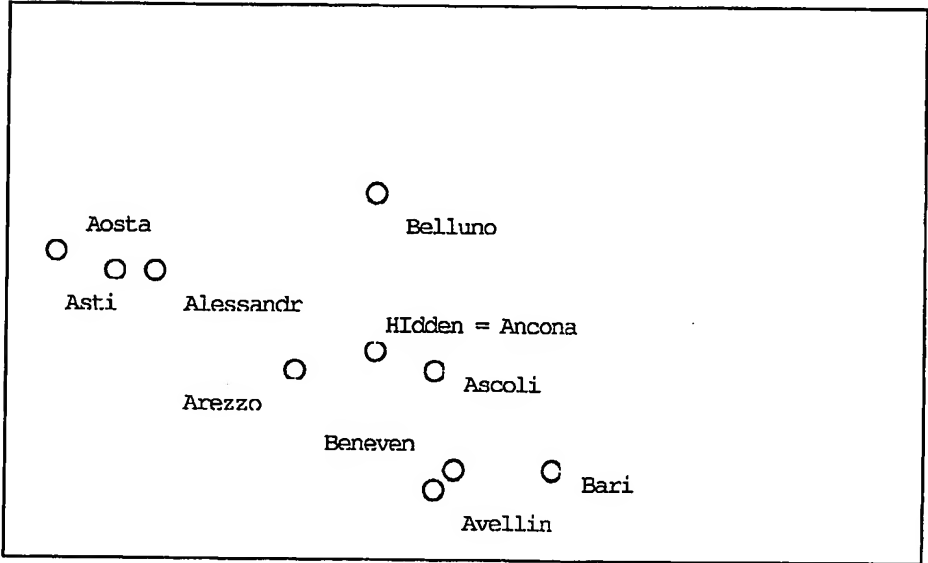 Aosta
Belluno
Asti
Alessandr
HIdden = Ancona
Ascoli
Arezzo
Beneven
Bari
Avellin